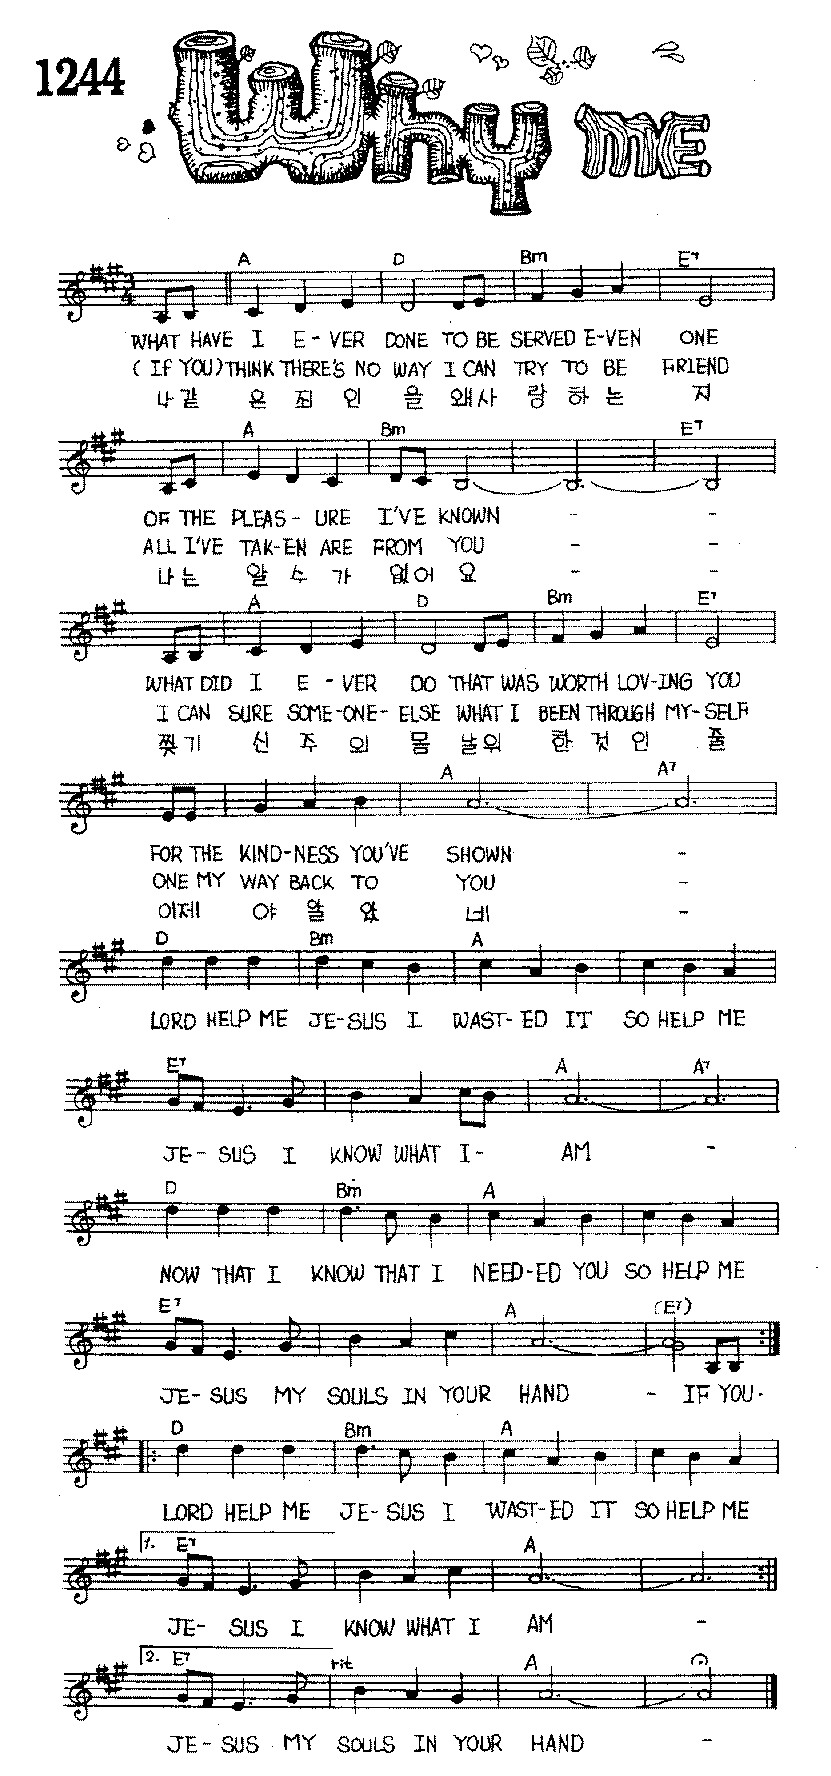 1244 Why ME
A D Bm E7
WHAT HAVE I E-VER DONE TO BE SERVED E-VEN ONE
(IF YOU) THINK THERE'S NO WAY I CAN TRY TO BE FRIEND
나 같 은 죄 인 을 왜 사 랑 하 는 지
A Bm E7
OF THE PLEAS-URE I'VE KNOWN - -
ALL I'VE TAK-EN ARE FROM YOU - -
나 는 알 수 가 없 어 요 - -
A D Bm E7
WHAT DID I E-VER DO THAT WAS WORTH LOV-ING YOU
I CAN SURE SOME-ONE-ELSE WHAT I BEEN THROUGH MY-SELF
찢 기 신 주 의 몸 날 위 한 것 인 줄
A A7
FOR THE KIND-NESS YOU'VE SHOWN -
ONE MY WAY BACK TO YOU -
이 제 야 알 았 네 -
D Bm A
LORD HELP ME JE-SUS I WAST-ED IT SO HELP ME
E7 A A7
JE-SUS I KNOW WHAT I- AM -
D Bm A
NOW THAT I KNOW THAT I NEED-ED YOU SO HELP ME
E7 A (E7)
JE-SUS MY SOULS IN YOUR HAND - IF YOU.
D Bm A
LORD HELP ME JE-SUS I WAST-ED IT SO HELP ME
1. E7 A
JE-SUS I KNOW WHAT I AM -
2. E7 rit A
JE-SUS MY SOULS IN YOUR HAND -